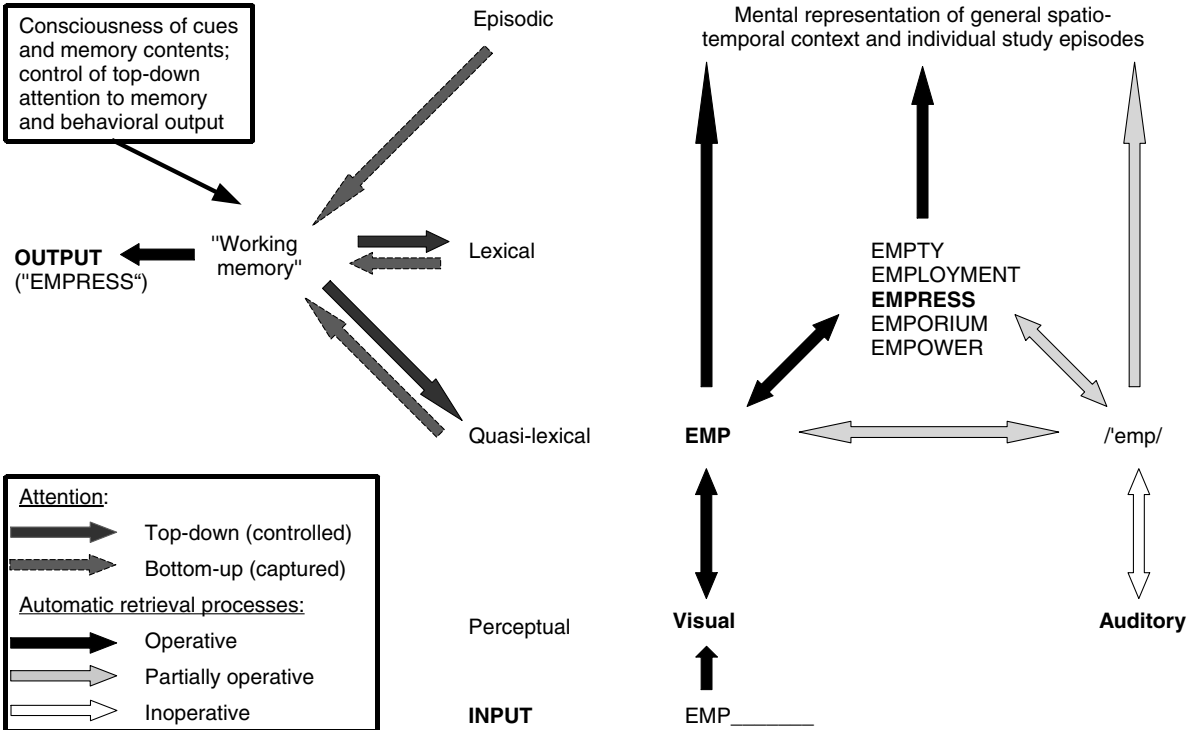 Consciousness of cues
and memory contents;
control of top-down
attention to memory
and behavioral output
Episodic
Mental representation of general spatio-
temporal context and individual study episodes
OUTPUT
("EMPRESS“)
"Working
memory"
Lexical
EMPTY
EMPLOYMENT
EMPRESS
EMPORIUM
EMPOWER
Quasi-lexical
EMP
/'emp/
Attention:
Top-down (controlled)
Bottom-up (captured)
Automatic retrieval processes:
Operative
Partially operative
Inoperative
Perceptual
Visual
Auditory
INPUT
EMP_______